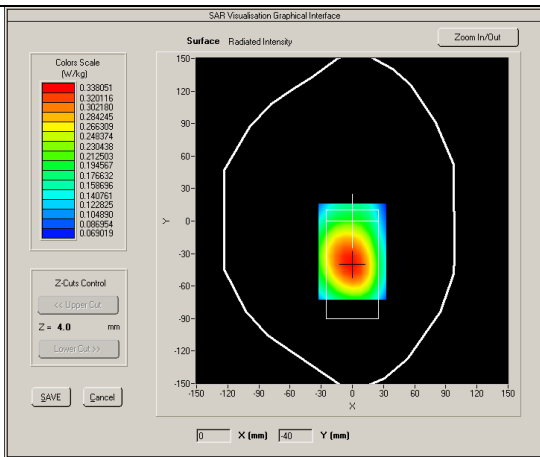 SAR Visualisation Graphical Interface
Surface Radiated Intensity
Zoom In/Out
Colors Scale
(W/kg)
0.338051
0.320116
0.302180
0.284245
0.266309
0.248374
0.230438
0.212503
0.194567
0.176632
0.158696
0.140761
0.122825
0.104890
0.086954
0.069019
Z-Cuts Control
<< Upper Cut
Z = 4.0 mm
Lower Cut >>
SAVE Cancel
150
120
90
60
30
0
-30
-60
-90
-120
-150
Y
-150 -120 -90 -60 -30 0 30 60 90 120 150
X
0 X (mm) -40 Y (mm)